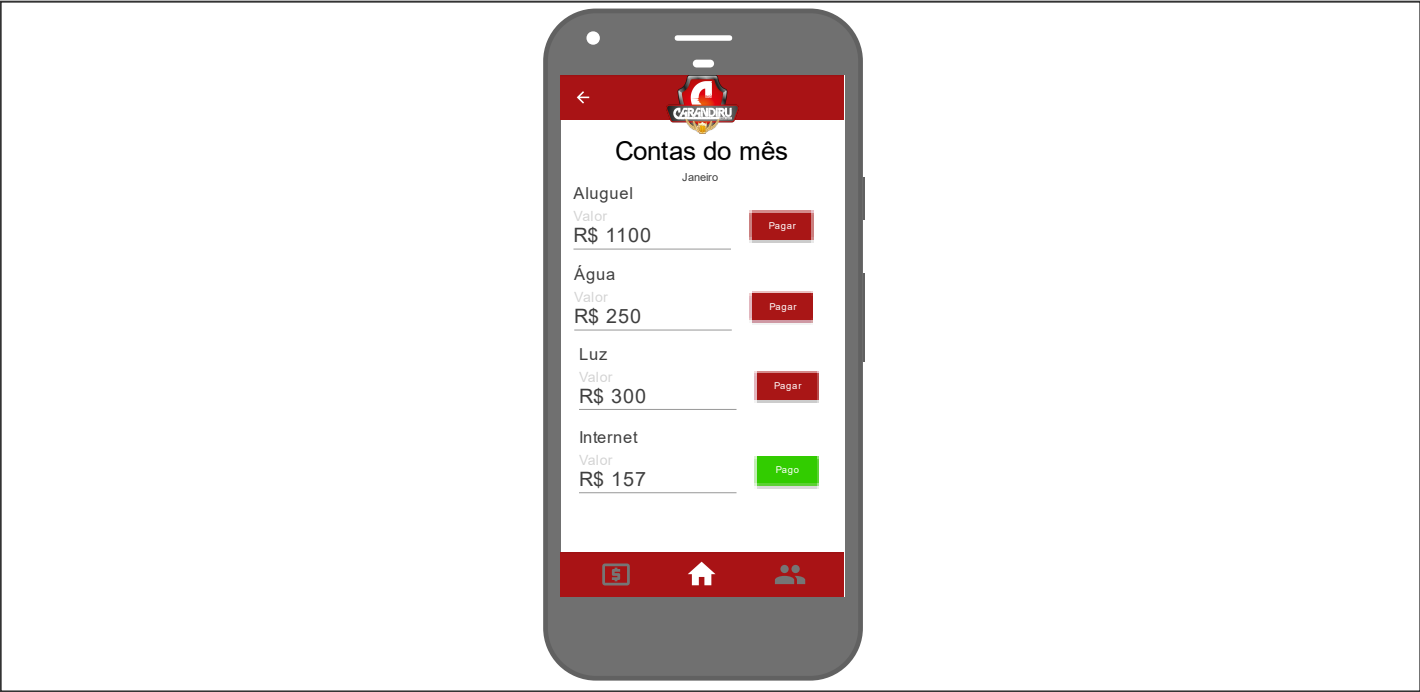 CARANDIRU
Contas do mês
Janeiro
Aluguel
Valor
R$ 1100
Pagar
Água
Valor
R$ 250
Pagar
Luz
Valor
R$ 300
Pagar
Internet
Valor
R$ 157
Pago